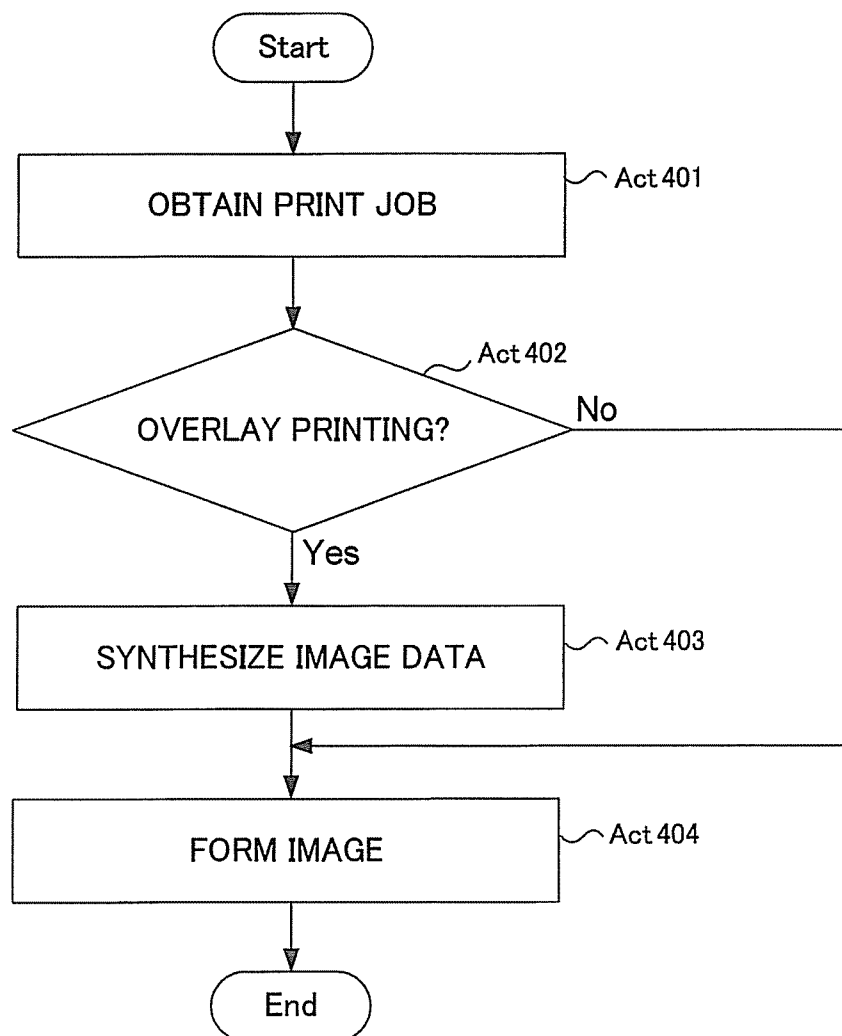 Start
OBTAIN PRINT JOB
Act 401
Act 402
OVERLAY PRINTING?
No
Yes
SYNTHESIZE IMAGE DATA
Act 403
FORM IMAGE
Act 404
End